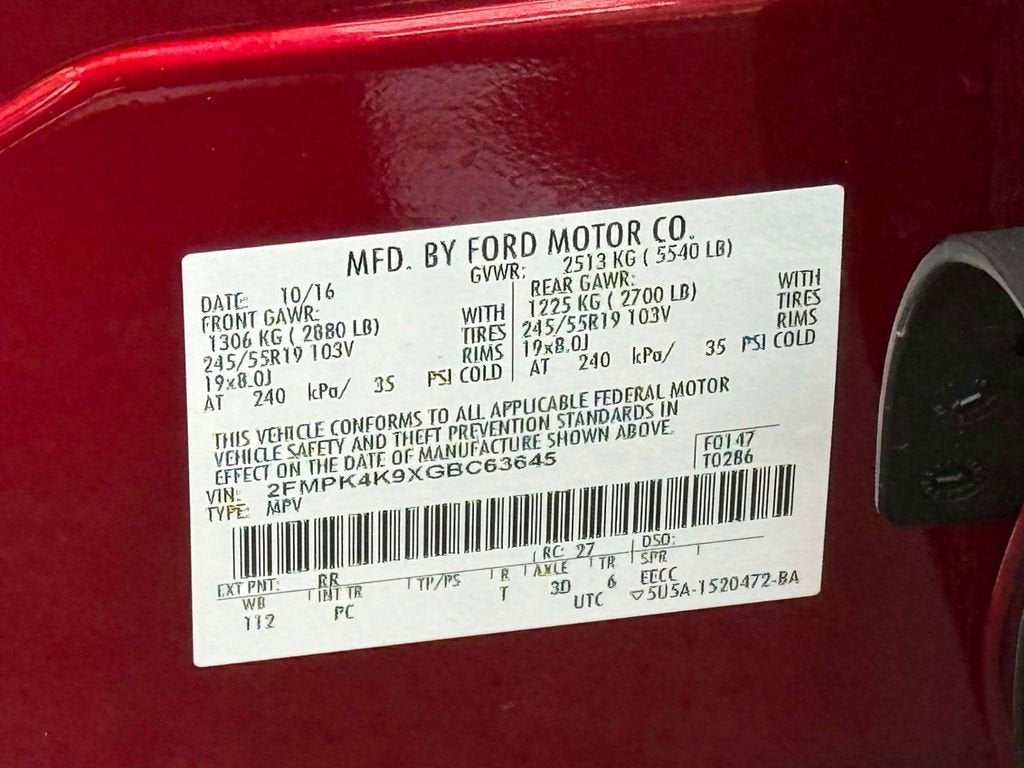 MFD. BY FORD MOTOR CO.
DATE: 10/16 GVWR: 2513 KG ( 5540 LB)
FRONT GAWR: REAR GAWR:
1306 KG ( 2880 LB) WITH 1225 KG ( 2700 LB) WITH
245/55R19 103V TIRES 245/55R19 103V TIRES
19x8.0J RIMS 19x8.0J RIMS
AT 240 kPa/ 35 PSI COLD AT 240 kPa/ 35 PSI COLD
THIS VEHICLE CONFORMS TO ALL APPLICABLE FEDERAL MOTOR
VEHICLE SAFETY AND THEFT PREVENTION STANDARDS IN
EFFECT ON THE DATE OF MANUFACTURE SHOWN ABOVE.
VIN: 2FMPK4K9XGBC63645 F0147
TYPE: MPV T0286
EXT PNT: RR RC: 27 DSO:
WB INT TR TP/PS R AXLE TR SPR
112 PC T 3D 6 EECC
UTC ▽5U5A-1520472-BA